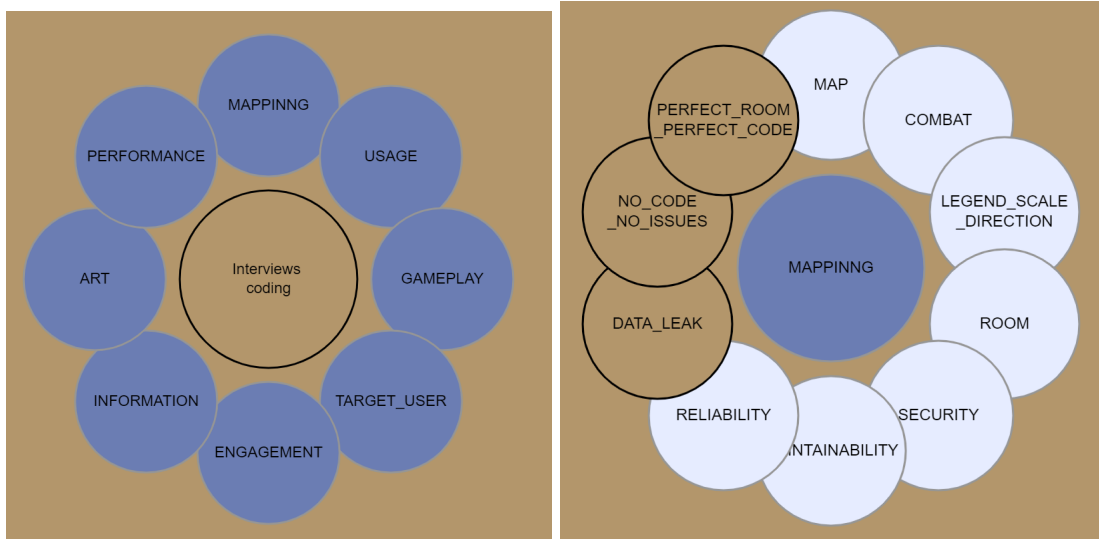 MAPPINNG
USAGE
GAMEPLAY
TARGET_USER
ENGAGEMENT
INFORMATION
ART
PERFORMANCE
Interviews
coding
MAP
COMBAT
LEGEND_SCALE
_DIRECTION
ROOM
SECURITY
INTAINABILITY
RELIABILITY
DATA_LEAK
NO_CODE
_NO_ISSUES
PERFECT_ROOM
_PERFECT_CODE
MAPPINNG